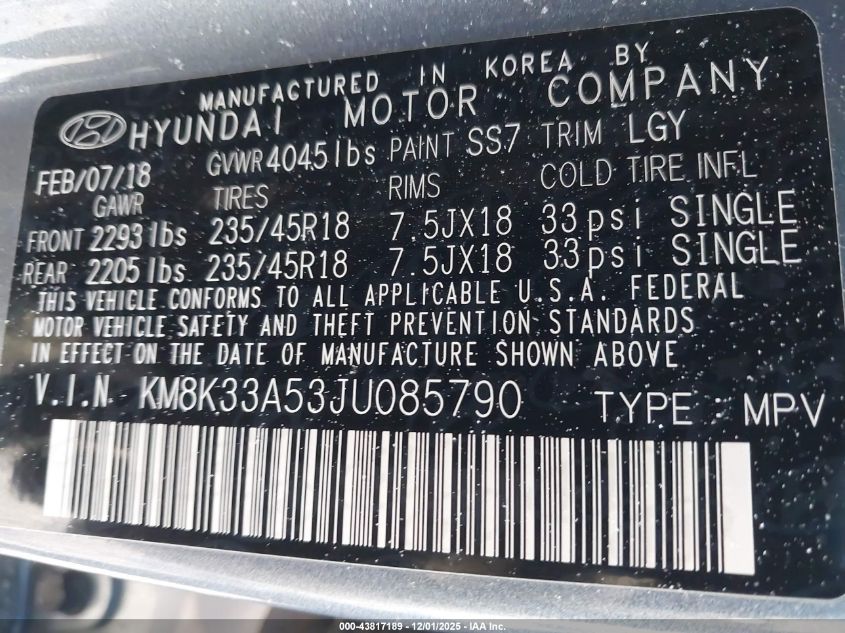 MANUFACTURED IN KOREA BY
HYUNDAI MOTOR COMPANY
FEB/07/18 GVWR 4045lbs PAINT SS7 TRIM LGY
GAWR TIRES RIMS COLD TIRE INFL
FRONT 2293 lbs 235/45R18 7.5JX18 33psi SINGLE
REAR 2205 lbs 235/45R18 7.5JX18 33psi SINGLE
THIS VEHICLE CONFORMS TO ALL APPLICABLE U.S.A. FEDERAL
MOTOR VEHICLE SAFETY AND THEFT PREVENTION STANDARDS
IN EFFECT ON THE DATE OF MANUFACTURE SHOWN ABOVE
V.I.N KM8K33A53JU085790 TYPE : MPV
000-43817189 - 12/01/2025 - IAA Inc.